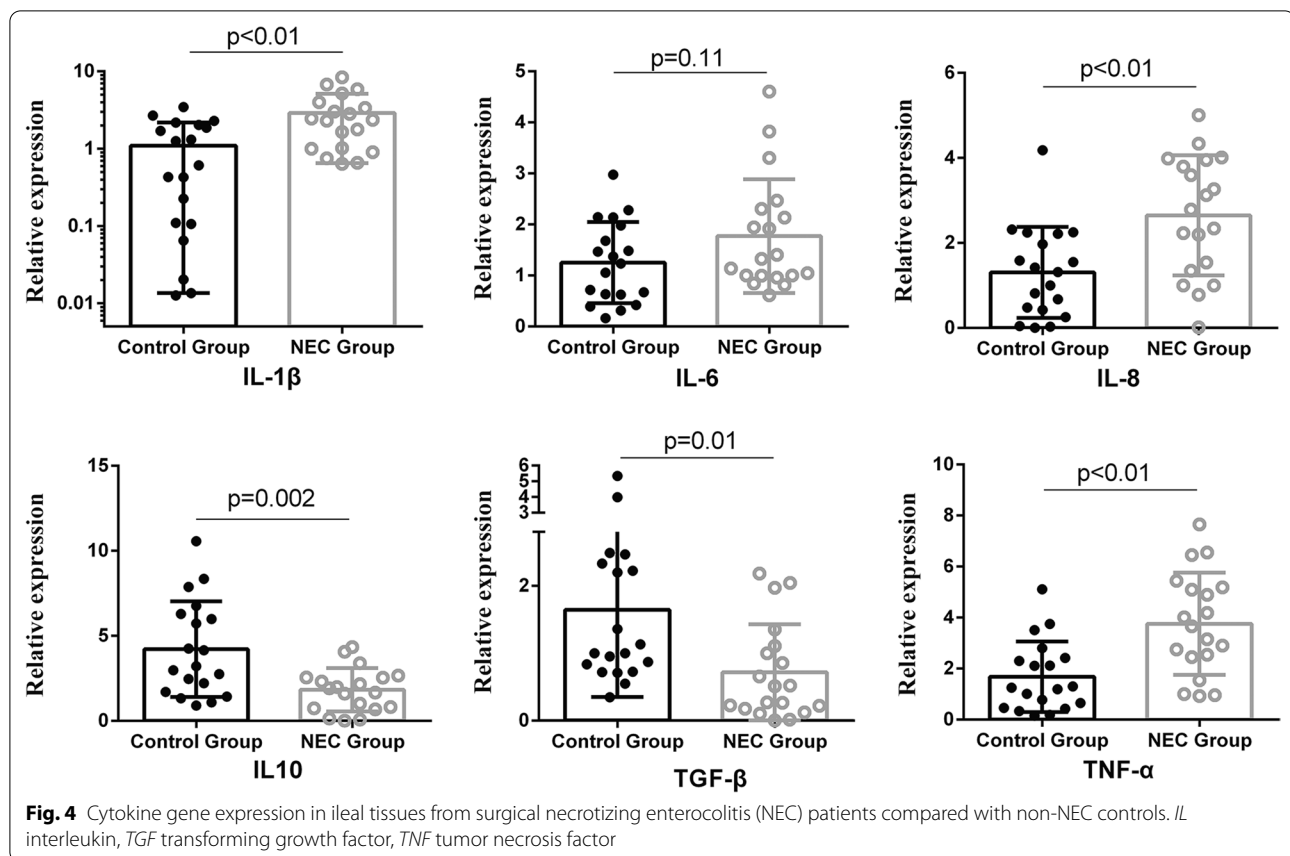 p<0.01
Relative expression
10
1
0.1
0.01
Control Group NEC Group
IL-1β
p=0.11
Relative expression
5
4
3
2
1
0
Control Group NEC Group
IL-6
p<0.01
Relative expression
6
4
2
0
Control Group NEC Group
IL-8
p=0.002
Relative expression
15
10
5
0
Control Group NEC Group
IL10
p=0.01
Relative expression
6
5
4
3
2
0
Control Group NEC Group
TGF-β
p<0.01
Relative expression
10
8
6
4
2
0
Control Group NEC Group
TNF-α
Fig. 4 Cytokine gene expression in ileal tissues from surgical necrotizing enterocolitis (NEC) patients compared with non-NEC controls. IL
interleukin, TGF transforming growth factor, TNF tumor necrosis factor